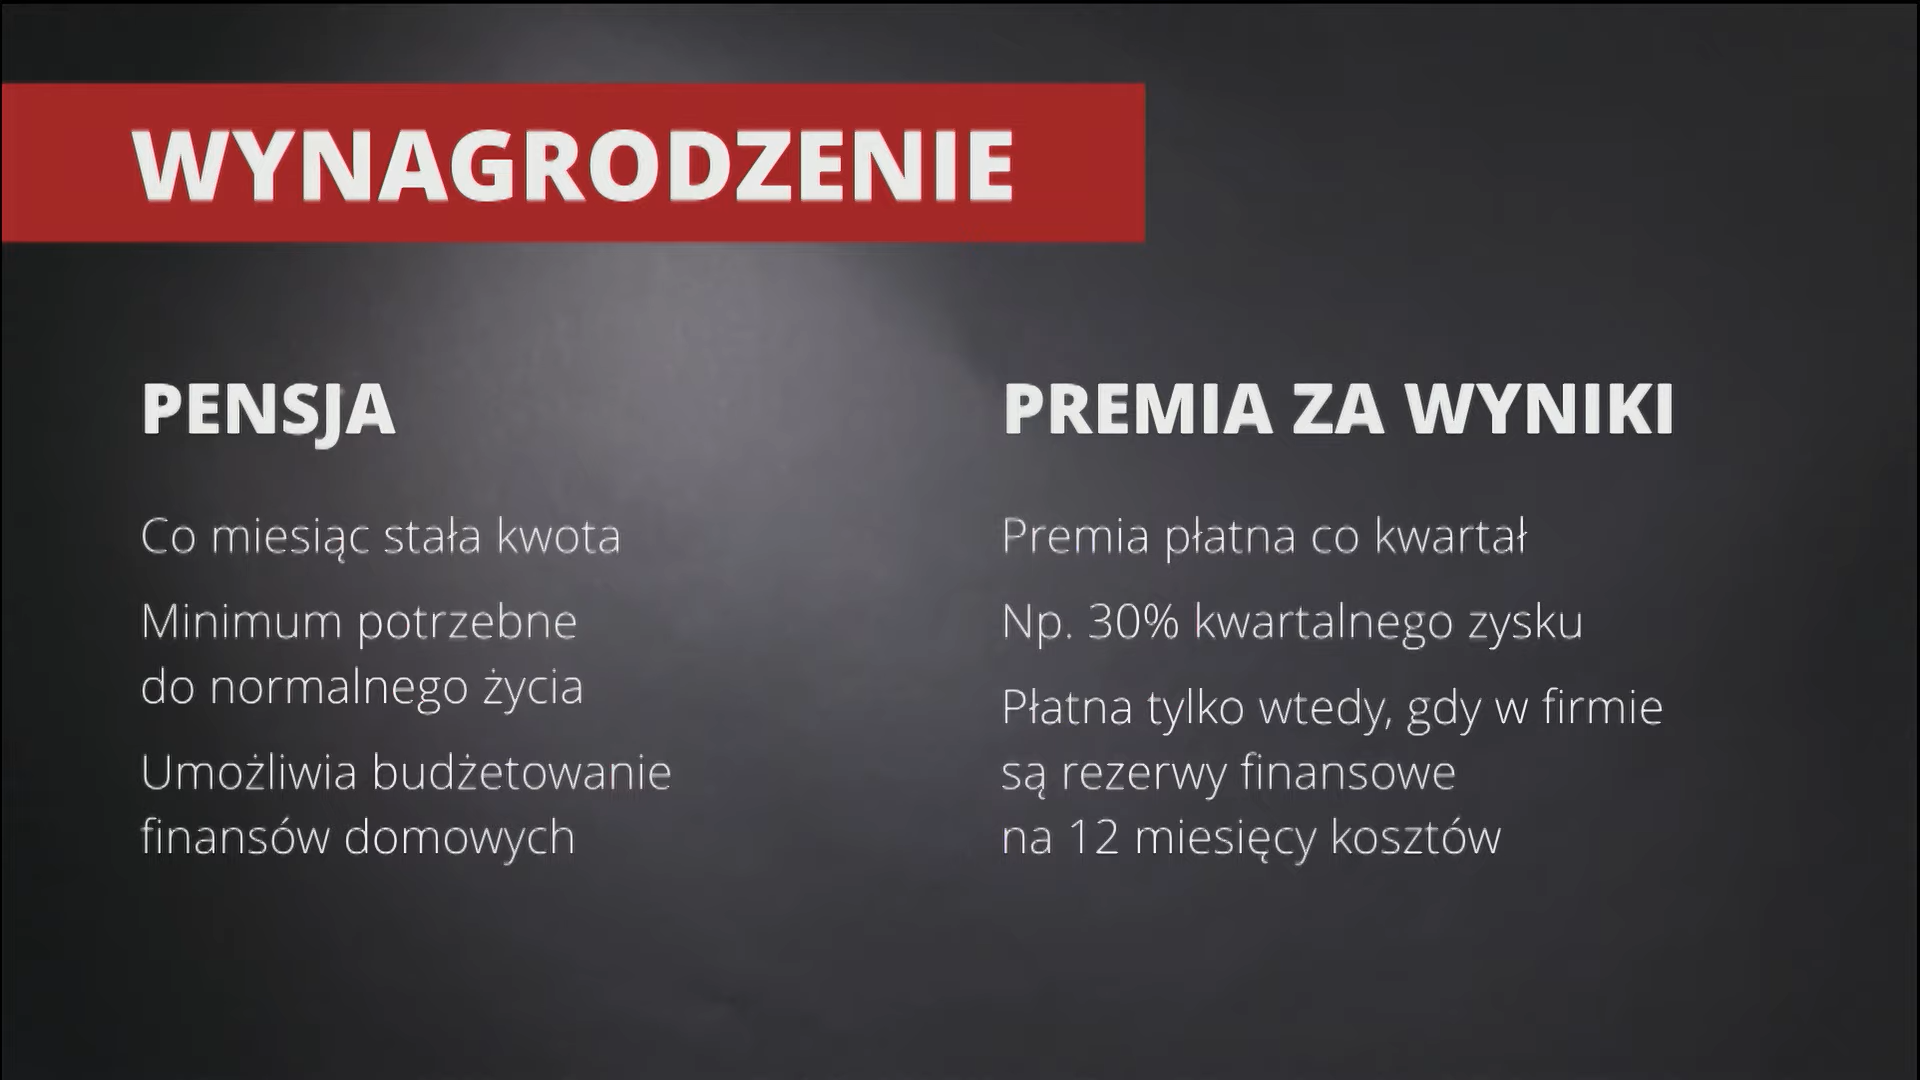 WYNAGRODZENIE
PENSJA
Co miesiąc stała kwota
Minimum potrzebne
do normalnego życia
Umożliwia budżetowanie
finansów domowych
PREMIA ZA WYNIKI
Premia płatna co kwartał
Np. 30% kwartalnego zysku
Płatna tylko wtedy, gdy w firmie
są rezerwy finansowe
na 12 miesięcy kosztów